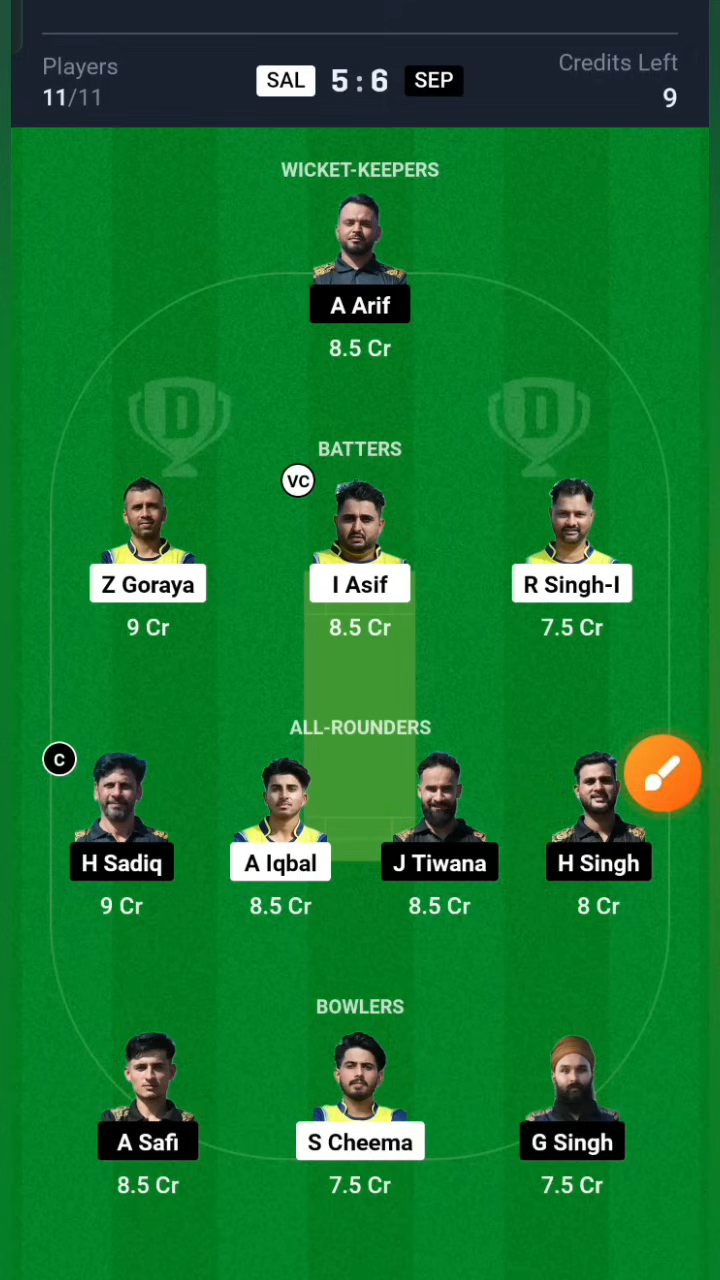 Players
Credits Left
11/11
SAL 5 : 6 SEP
9
WICKET-KEEPERS
A Arif
8.5 Cr
D D
BATTERS
VC
Z Goraya I Asif R Singh-I
9 Cr 8.5 Cr 7.5 Cr
ALL-ROUNDERS
C
H Sadiq A Iqbal J Tiwana H Singh
9 Cr 8.5 Cr 8.5 Cr 8 Cr
BOWLERS
A Safi S Cheema G Singh
8.5 Cr 7.5 Cr 7.5 Cr